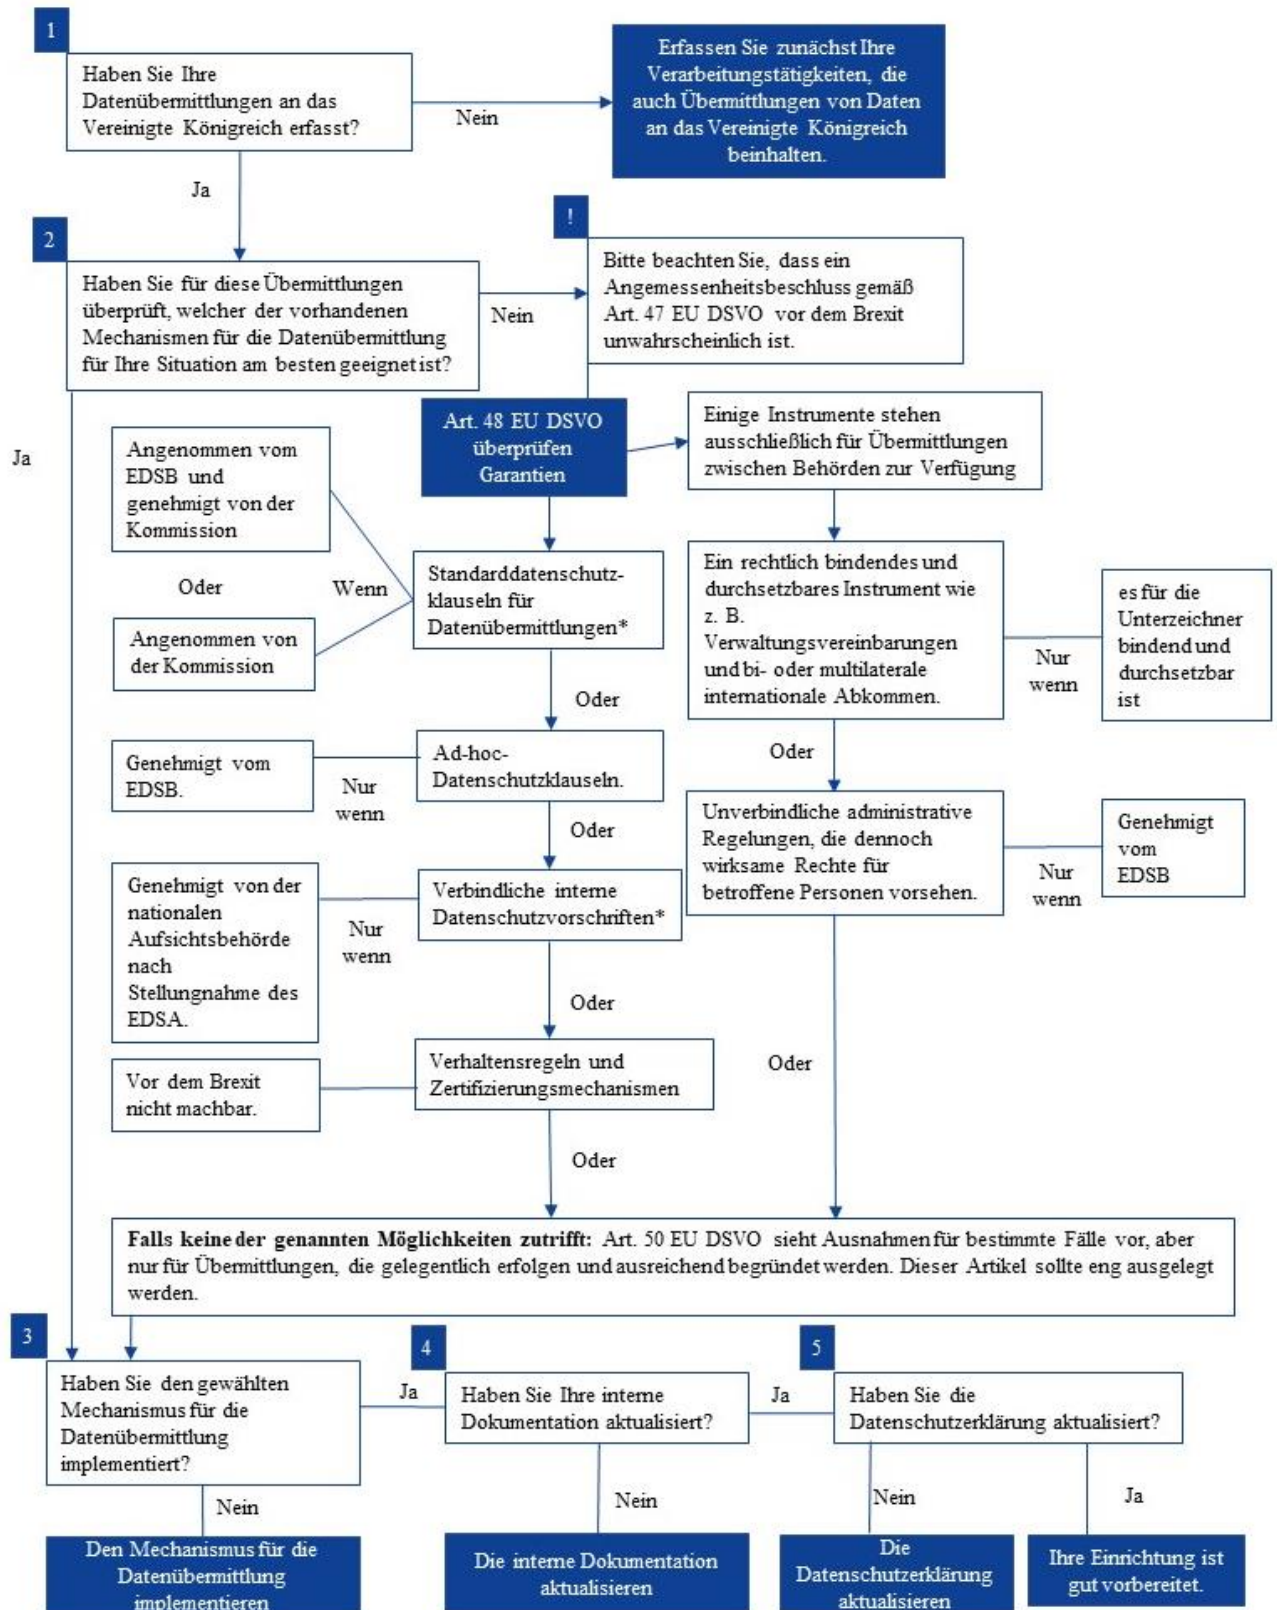 1
Haben Sie Ihre
Datenübermittlungen an das
Vereinigte Königreich erfasst?
Nein
Erfassen Sie zunächst Ihre
Verarbeitungstätigkeiten, die
auch Übermittlungen von Daten
an das Vereinigte Königreich
beinhalten.
Ja
2
Haben Sie für diese Übermittlungen
überprüft, welcher der vorhandenen
Mechanismen für die Datenübermittlung
für Ihre Situation am besten geeignet ist?
Nein
!
Bitte beachten Sie, dass ein
Angemessenheitsbeschluss gemäß
Art. 47 EU DSVO vor dem Brexit
unwahrscheinlich ist.
Ja
Art. 48 EU DSVO
überprüfen
Garantien
Einige Instrumente stehen
ausschließlich für Übermittlungen
zwischen Behörden zur Verfügung
Angenommen vom
EDSB und
genehmigt von der
Kommission
Oder
Wenn
Angenommen von
der Kommission
Standarddatenschutz-
klauseln für
Datenübermittlungen*
Ein rechtlich bindendes und
durchsetzbares Instrument wie
z. B.
Verwaltungsvereinbarungen
und bi- oder multilaterale
internationale Abkommen.
Nur
wenn
es für die
Unterzeichner
bindend und
durchsetzbar
ist
Oder
Genehmigt vom
EDSB.
Nur
wenn
Ad-hoc-
Datenschutzklauseln.
Oder
Oder
Unverbindliche administrative
Regelungen, die dennoch
wirksame Rechte für
betroffene Personen vorsehen.
Nur
wenn
Genehmigt
vom
EDSB
Genehmigt von der
nationalen
Aufsichtsbehörde
nach
Stellungnahme des
EDSA.
Nur
wenn
Verbindliche interne
Datenschutzvorschriften*
Oder
Oder
Vor dem Brexit
nicht machbar.
Verhaltensregeln und
Zertifizierungsmechanismen
Oder
Falls keine der genannten Möglichkeiten zutrifft: Art. 50 EU DSVO sieht Ausnahmen für bestimmte Fälle vor, aber
nur für Übermittlungen, die gelegentlich erfolgen und ausreichend begründet werden. Dieser Artikel sollte eng ausgelegt
werden.
3
Haben Sie den gewählten
Mechanismus für die
Datenübermittlung
implementiert?
Ja
4
Haben Sie Ihre interne
Dokumentation aktualisiert?
Ja
5
Haben Sie die
Datenschutzerklärung aktualisiert?
Nein
Nein
Nein
Ja
Den Mechanismus für die
Datenübermittlung
implementieren
Die interne Dokumentation
aktualisieren
Die
Datenschutzerklärung
aktualisieren
Ihre Einrichtung ist
gut vorbereitet.